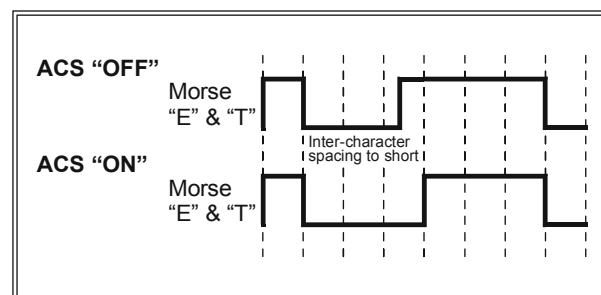 ACS “OFF”
Morse
“E” & “T”
Inter-character
spacing to short
ACS “ON”
Morse
“E” & “T”